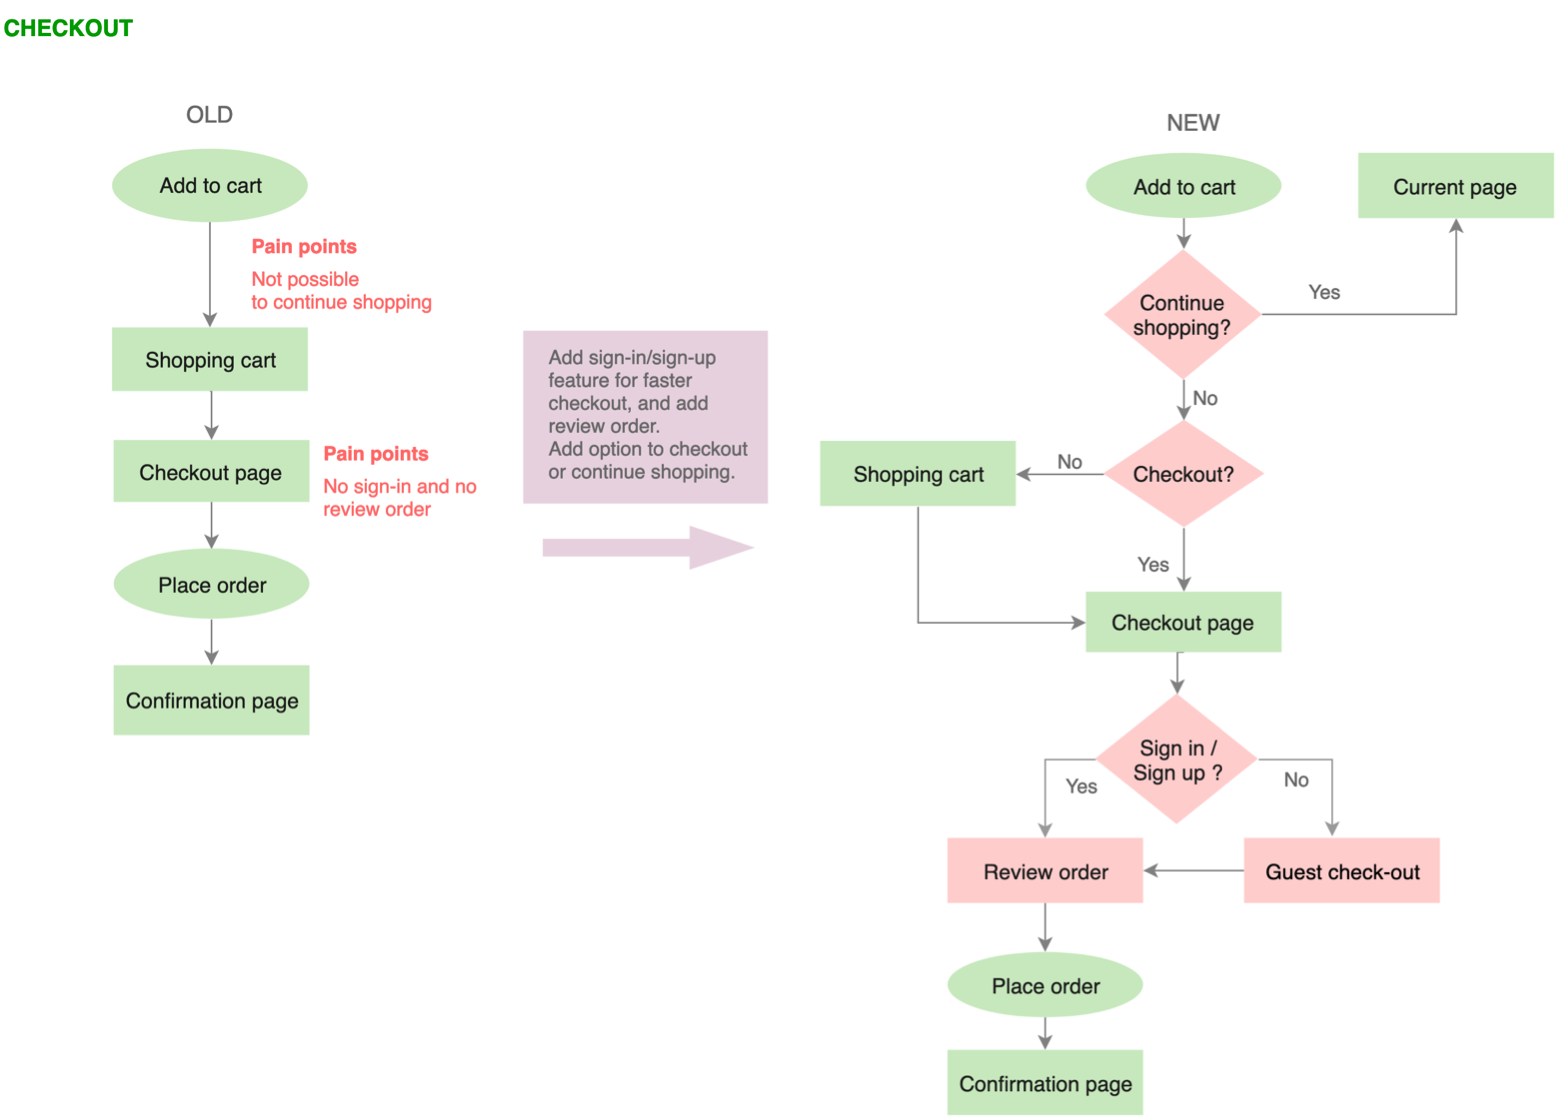 CHECKOUT
OLD
Add to cart
Pain points
Not possible
to continue shopping
Shopping cart
Checkout page
Pain points
No sign-in and no
review order
Place order
Confirmation page
Add sign-in/sign-up
feature for faster
checkout, and add
review order.
Add option to checkout
or continue shopping.
NEW
Add to cart
Current page
Continue
shopping?
Yes
No
Checkout?
No
Shopping cart
Yes
Checkout page
Sign in /
Sign up ?
Yes
No
Review order
Guest check-out
Place order
Confirmation page